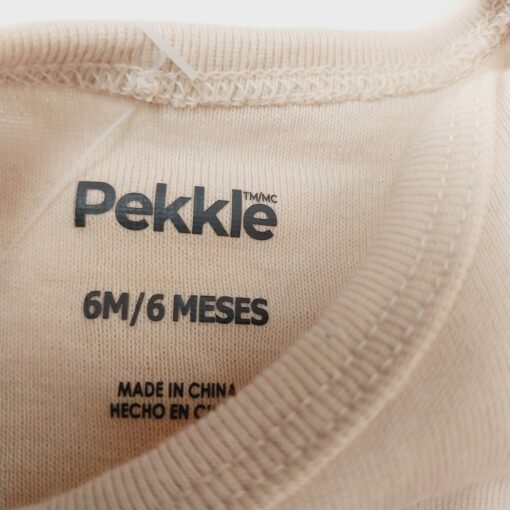 Pekkle TM/MC
6M/6 MESES
MADE IN CHINA
HECHO EN